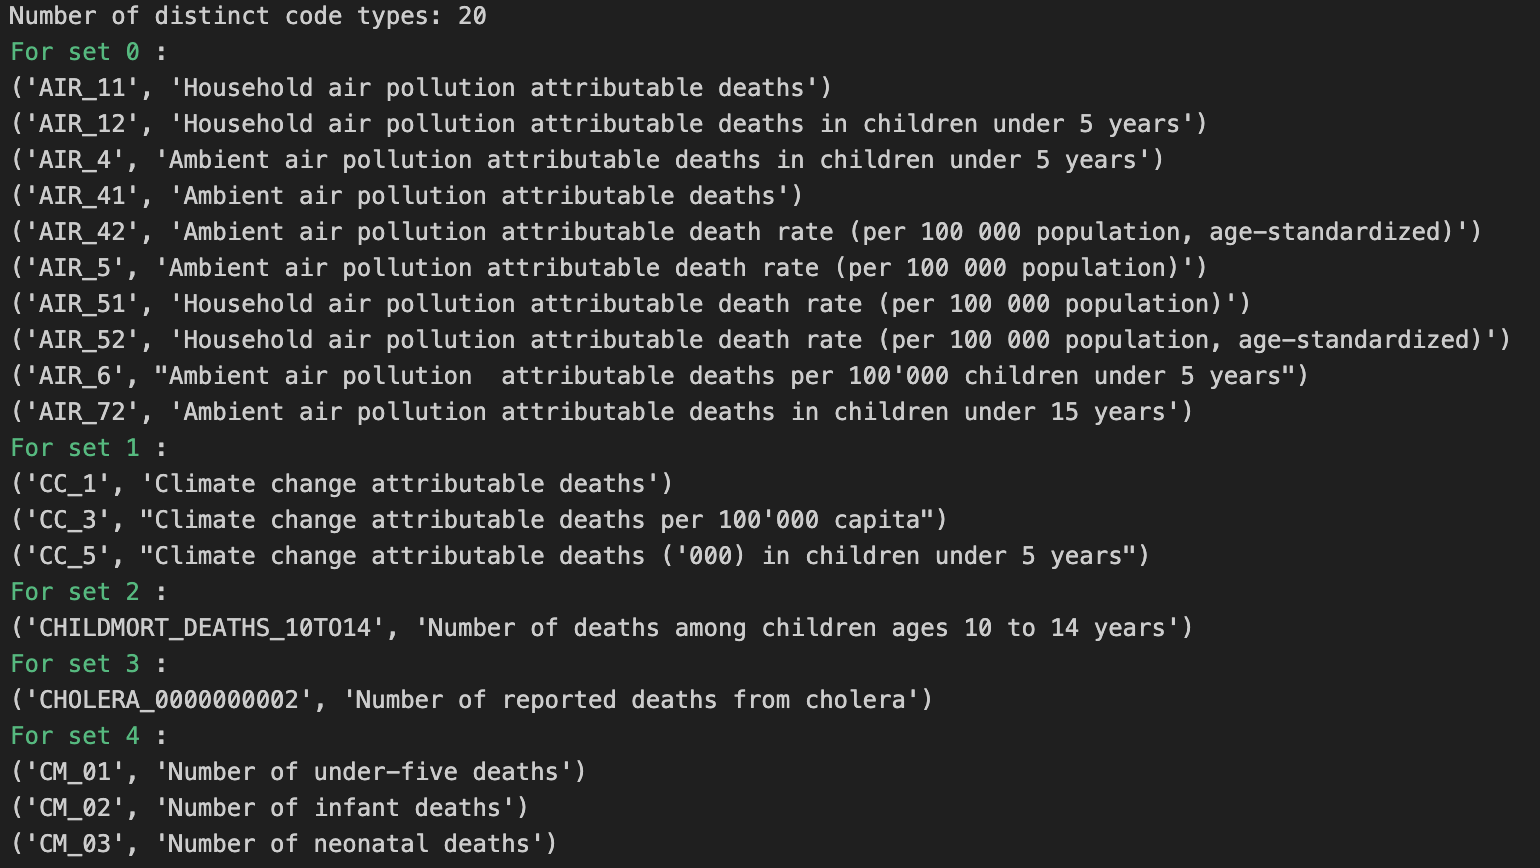 Number of distinct code types: 20
For set 0 :
('AIR_11', 'Household air pollution attributable deaths')
('AIR_12', 'Household air pollution attributable deaths in children under 5 years')
('AIR_4', 'Ambient air pollution attributable deaths in children under 5 years')
('AIR_41', 'Ambient air pollution attributable deaths')
('AIR_42', 'Ambient air pollution attributable death rate (per 100 000 population, age-standardized)')
('AIR_5', 'Ambient air pollution attributable death rate (per 100 000 population)')
('AIR_51', 'Household air pollution attributable death rate (per 100 000 population)')
('AIR_52', 'Household air pollution attributable death rate (per 100 000 population, age-standardized)')
('AIR_6', "Ambient air pollution  attributable deaths per 100'000 children under 5 years")
('AIR_72', 'Ambient air pollution attributable deaths in children under 15 years')
For set 1 :
('CC_1', 'Climate change attributable deaths')
('CC_3', "Climate change attributable deaths per 100'000 capita")
('CC_5', "Climate change attributable deaths ('000) in children under 5 years")
For set 2 :
('CHILDMORT_DEATHS_10TO14', 'Number of deaths among children ages 10 to 14 years')
For set 3 :
('CHOLERA_0000000002', 'Number of reported deaths from cholera')
For set 4 :
('CM_01', 'Number of under-five deaths')
('CM_02', 'Number of infant deaths')
('CM_03', 'Number of neonatal deaths')